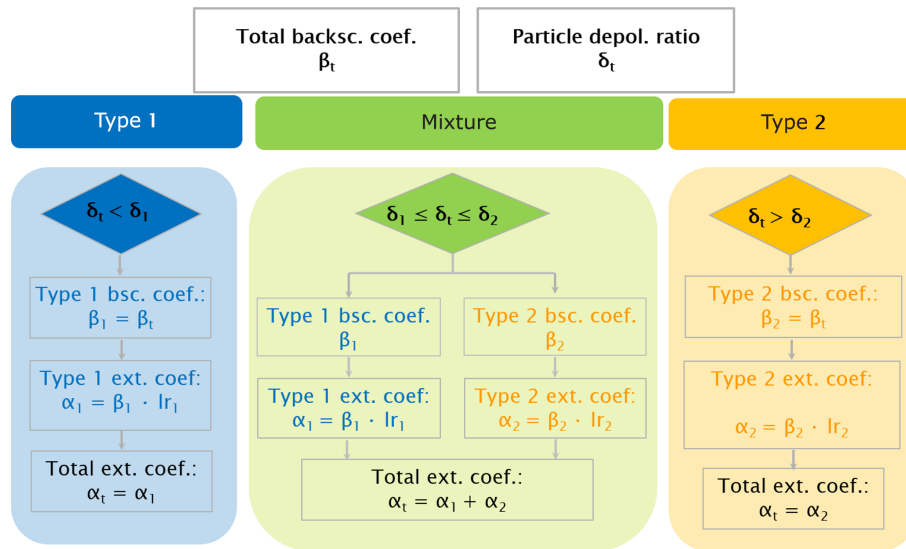 Total backsc. coef.
βt
Particle depol. ratio
δt
Type 1
Mixture
Type 2
δt < δ1
δ1 ≤ δt ≤ δ2
δt > δ2
Type 1 bsc. coef.:
β1 = βt
Type 1 ext. coef:
α1 = β1 · lr1
Total ext. coef.:
αt = α1
Type 1 bsc. coef.
β1
Type 2 bsc. coef.
β2
Type 1 ext. coef:
α1 = β1 · lr1
Type 2 ext. coef:
α2 = β2 · lr2
Total ext. coef.:
αt = α1 + α2
Type 2 bsc. coef.:
β2 = βt
Type 2 ext. coef:
α2 = β2 · lr2
Total ext. coef.:
αt = α2